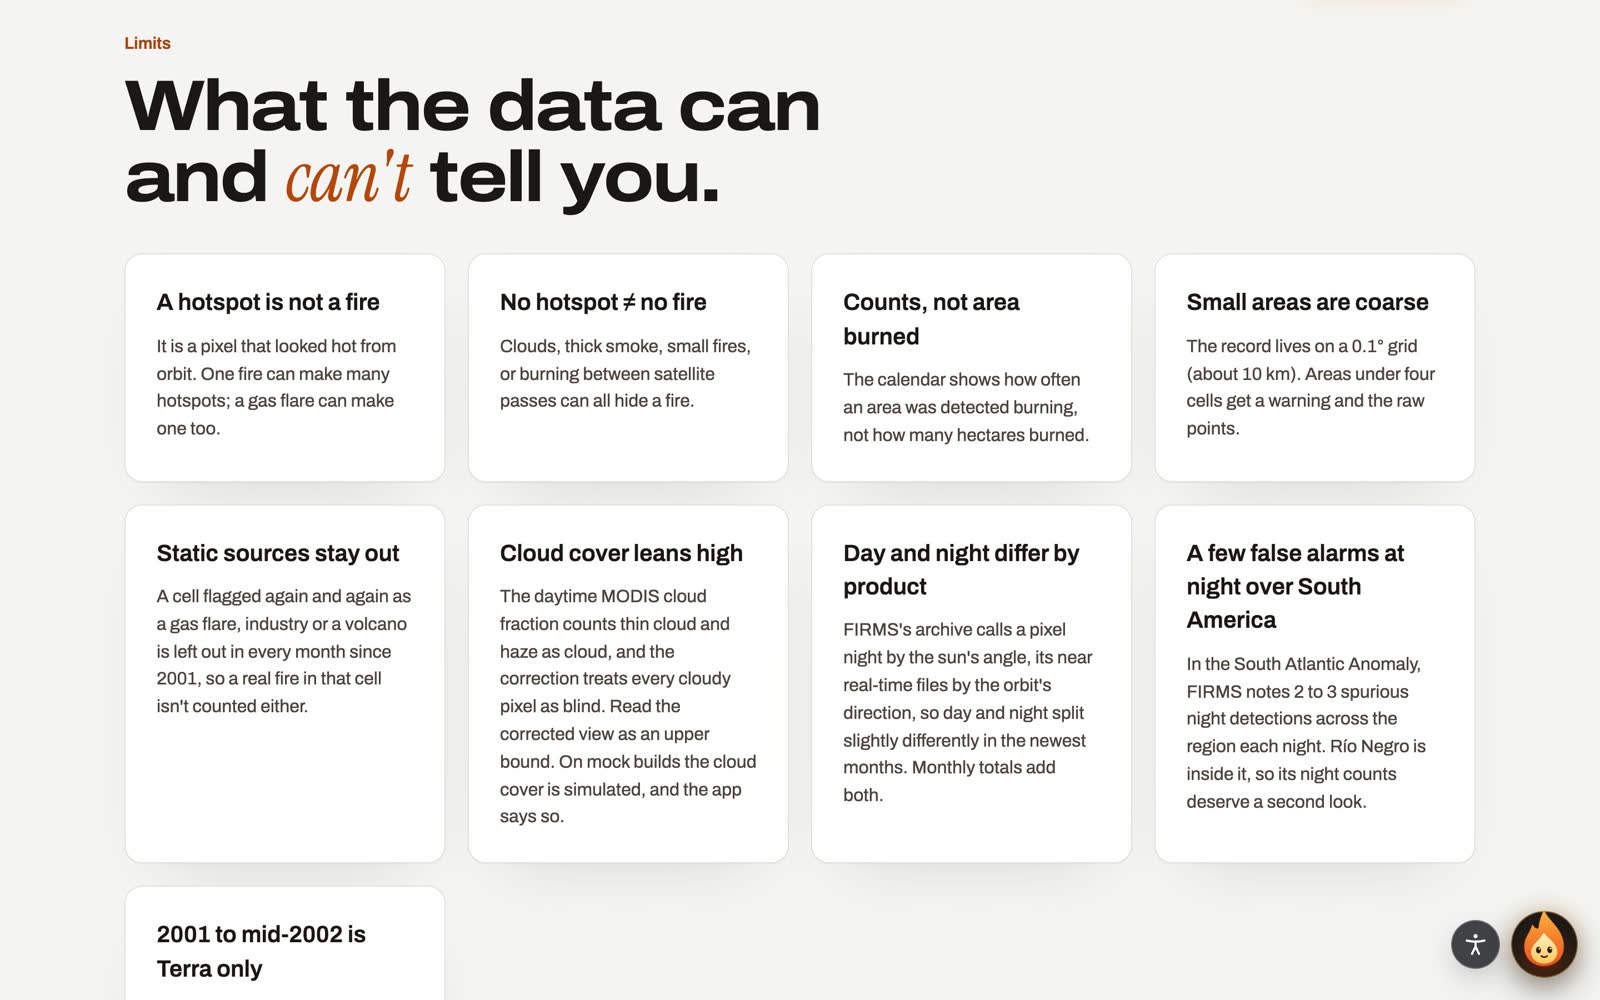 Limits
What the data can
and can't tell you.
A hotspot is not a fire
It is a pixel that looked hot from
orbit. One fire can make many
hotspots; a gas flare can make
one too.
No hotspot ≠ no fire
Clouds, thick smoke, small fires,
or burning between satellite
passes can all hide a fire.
Counts, not area
burned
The calendar shows how often
an area was detected burning,
not how many hectares burned.
Small areas are coarse
The record lives on a 0.1° grid
(about 10 km). Areas under four
cells get a warning and the raw
points.
Static sources stay out
A cell flagged again and again as
a gas flare, industry or a volcano
is left out in every month since
2001, so a real fire in that cell
isn't counted either.
Cloud cover leans high
The daytime MODIS cloud
fraction counts thin cloud and
haze as cloud, and the
correction treats every cloudy
pixel as blind. Read the
corrected view as an upper
bound. On mock builds the cloud
cover is simulated, and the app
says so.
Day and night differ by
product
FIRMS's archive calls a pixel
night by the sun's angle, its near
real-time files by the orbit's
direction, so day and night split
slightly differently in the newest
months. Monthly totals add
both.
A few false alarms at
night over South
America
In the South Atlantic Anomaly,
FIRMS notes 2 to 3 spurious
night detections across the
region each night. Río Negro is
inside it, so its night counts
deserve a second look.
2001 to mid-2002 is
Terra only